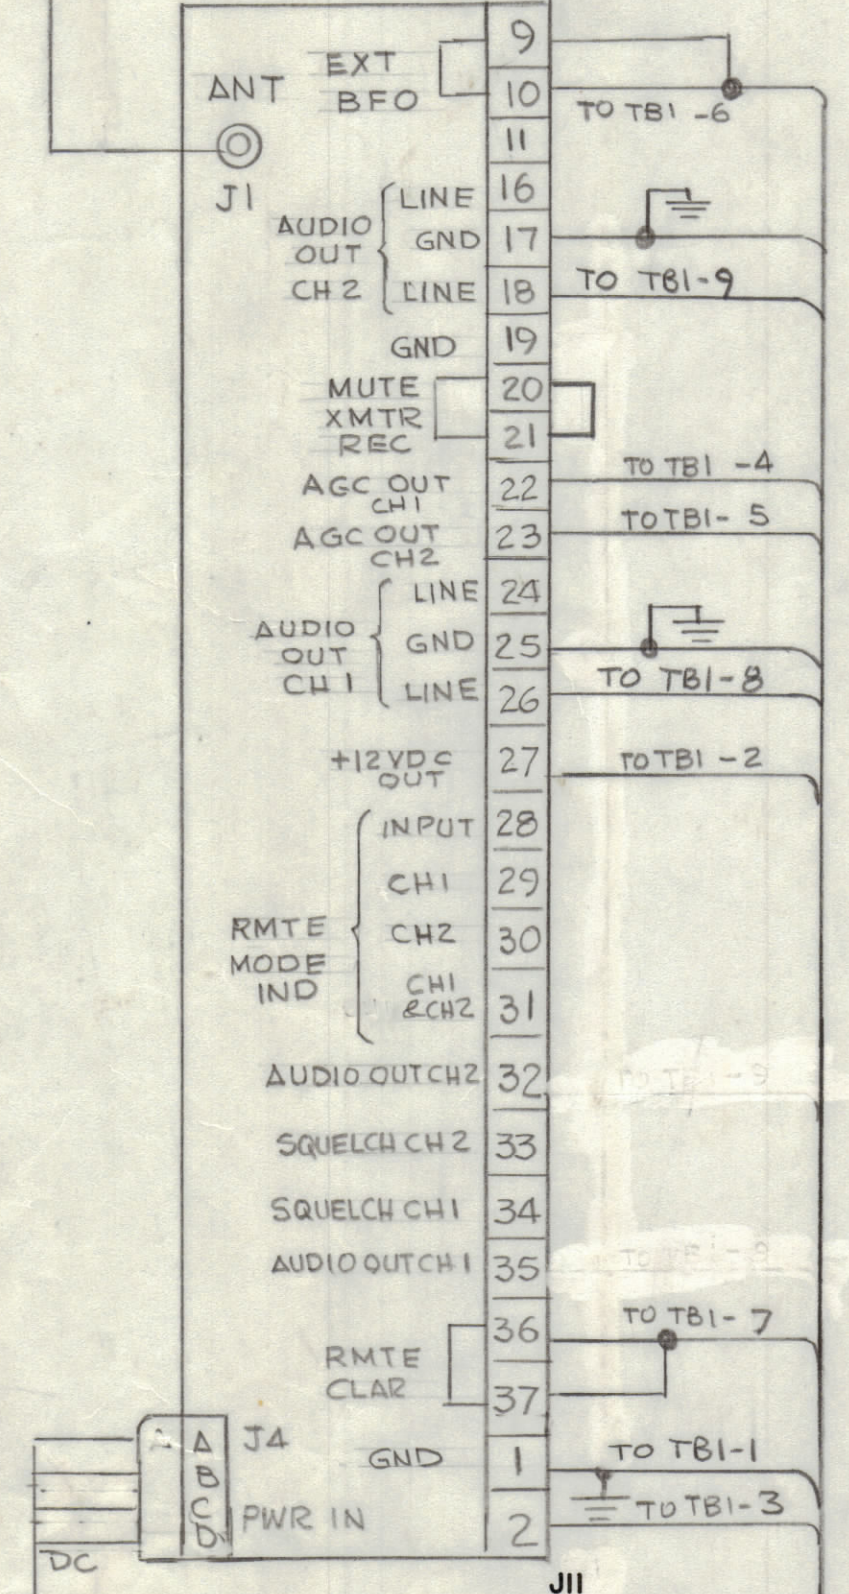 EXT 9
BFO 10 TO TB1 -6
ANT
J1
11
LINE 16
AUDIO OUT CH 2
GND 17
LINE 18 TO TB1-9
GND 19
MUTE 20
XMTR
REC 21
AGC OUT CH1 22 TO TB1 -4
AGC OUT CH2 23 TO TB1- 5
LINE 24
AUDIO OUT CH 1
GND 25
LINE 26 TO TB1-8
+12VDC OUT 27 TO TB1 -2
INPUT 28
CH1 29
RMTE MODE IND
CH2 30
CH1 &CH2 31
AUDIO OUT CH2 32
SQUELCH CH 2 33
SQUELCH CH1 34
AUDIO OUT CH1 35
36 TO TB1- 7
RMTE
CLAR 37
J4
A
B
C
D
GND 1 TO TB1-1
PWR IN 2 TO TB1-3
DC
J11